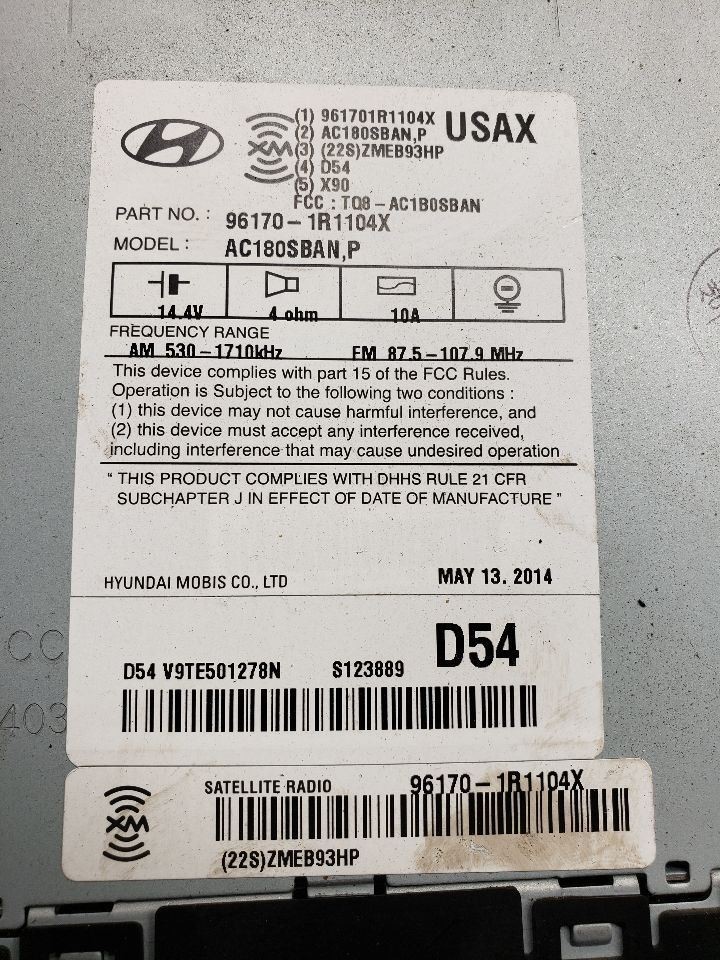 XM
(1) 961701R1104X
(2) AC180SBAN,P
(3) (22S)ZMEB93HP
(4) D54
(5) X90
FCC : TQ8-AC1B0SBAN
USAX
PART NO. : 96170-1R1104X
MODEL : AC180SBAN,P
14.4V 4 ohm 10A
FREQUENCY RANGE
AM 530-1710kHz FM 87.5-107.9 MHz
This device complies with part 15 of the FCC Rules.
Operation is Subject to the following two conditions :
(1) this device may not cause harmful interference, and
(2) this device must accept any interference received,
including interference that may cause undesired operation
“ THIS PRODUCT COMPLIES WITH DHHS RULE 21 CFR
SUBCHAPTER J IN EFFECT OF DATE OF MANUFACTURE ”
HYUNDAI MOBIS CO., LTD MAY 13. 2014
D54
D54 V9TE501278N S123889
CC
403
SATELLITE RADIO 96170-1R1104X
XM
(22S)ZMEB93HP